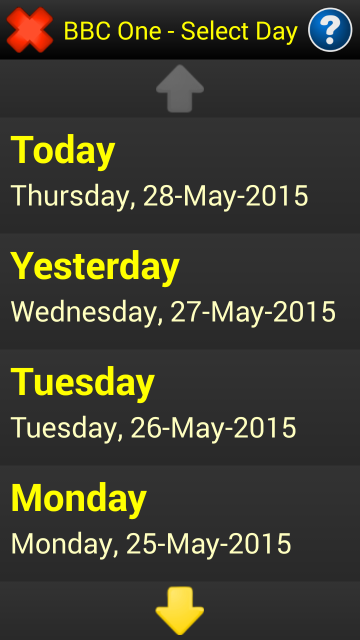 BBC One - Select Day
?
Today
Thursday, 28-May-2015
Yesterday
Wednesday, 27-May-2015
Tuesday
Tuesday, 26-May-2015
Monday
Monday, 25-May-2015